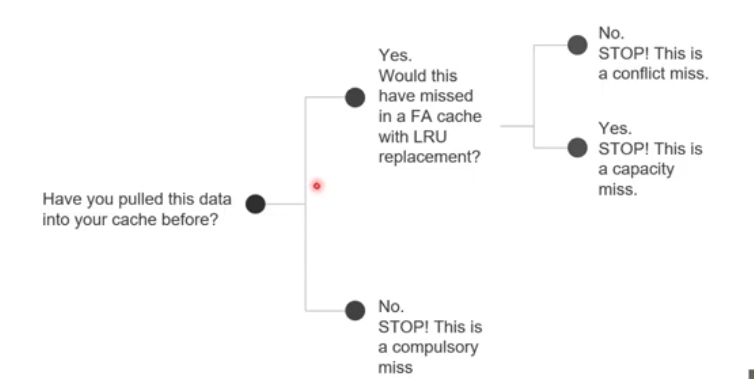 Have you pulled this data
into your cache before?
Yes.
Would this
have missed
in a FA cache
with LRU
replacement?
No.
STOP! This is
a conflict miss.
Yes.
STOP! This is
a capacity
miss.
No.
STOP! This is
a compulsory
miss